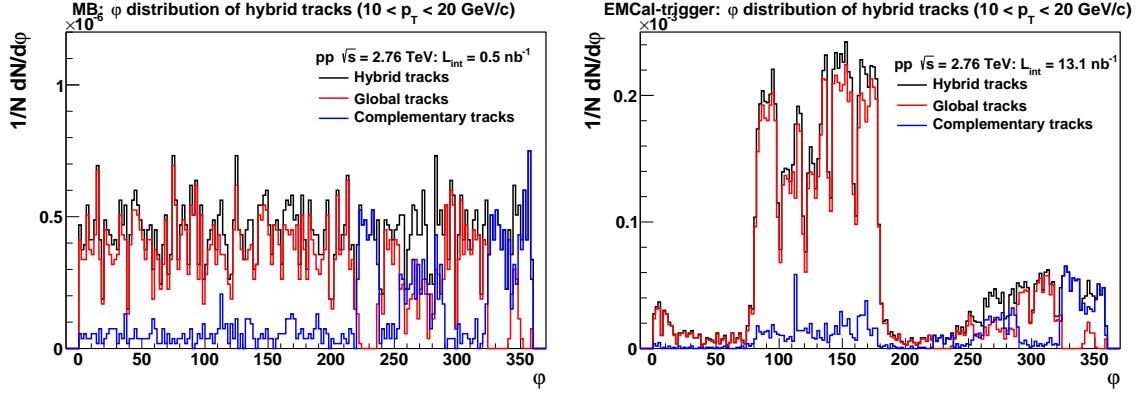 MB: φ distribution of hybrid tracks (10 < p_T < 20 GeV/c)
×10^-6
1/N dN/dφ
1
0.5
0
pp √s = 2.76 TeV: L_int = 0.5 nb^-1
Hybrid tracks
Global tracks
Complementary tracks
0 50 100 150 200 250 300 350
φ
EMCal-trigger: φ distribution of hybrid tracks (10 < p_T < 20 GeV/c)
×10^-3
1/N dN/dφ
0.2
0.1
0
pp √s = 2.76 TeV: L_int = 13.1 nb^-1
Hybrid tracks
Global tracks
Complementary tracks
0 50 100 150 200 250 300 350
φ